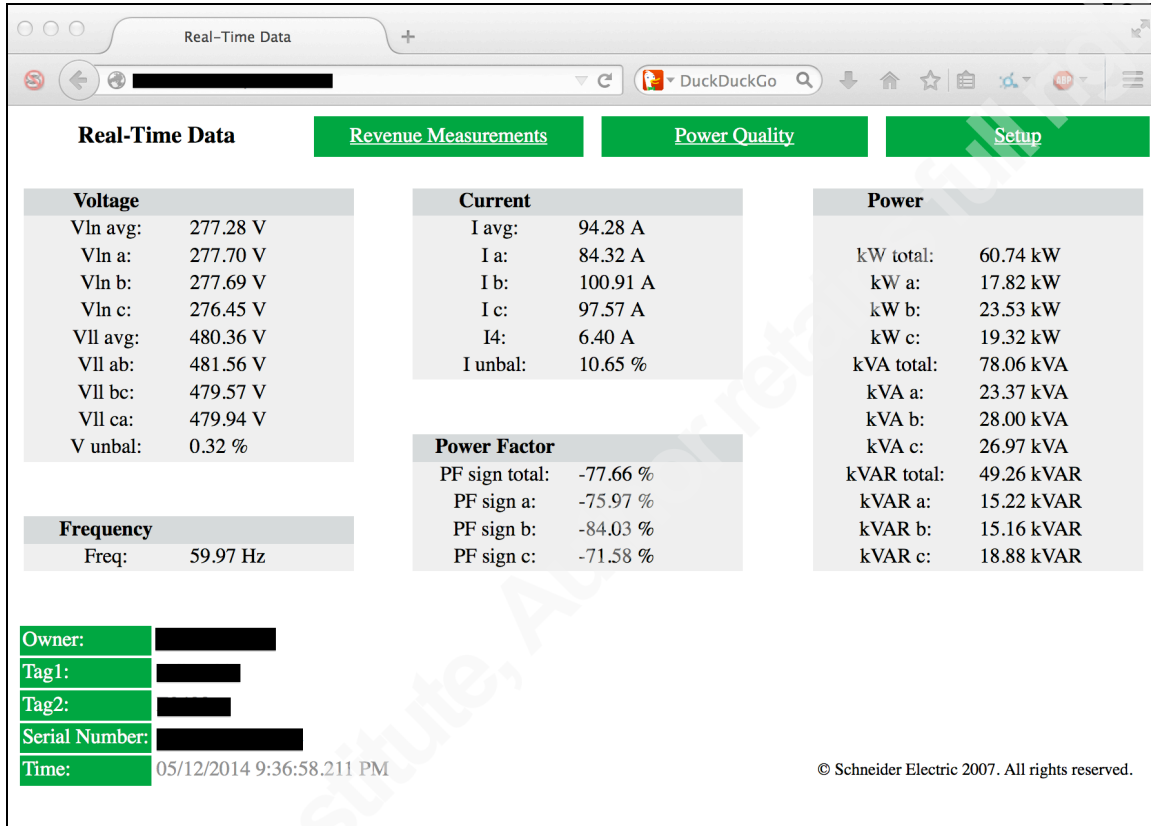 Real-Time Data
DuckDuckGo
ABP
Real-Time Data Revenue Measurements Power Quality Setup
Voltage
Vln avg: 277.28 V
Vln a: 277.70 V
Vln b: 277.69 V
Vln c: 276.45 V
Vll avg: 480.36 V
Vll ab: 481.56 V
Vll bc: 479.57 V
Vll ca: 479.94 V
V unbal: 0.32 %
Frequency
Freq: 59.97 Hz
Current
I avg: 94.28 A
I a: 84.32 A
I b: 100.91 A
I c: 97.57 A
I4: 6.40 A
I unbal: 10.65 %
Power Factor
PF sign total: -77.66 %
PF sign a: -75.97 %
PF sign b: -84.03 %
PF sign c: -71.58 %
Power
kW total: 60.74 kW
kW a: 17.82 kW
kW b: 23.53 kW
kW c: 19.32 kW
kVA total: 78.06 kVA
kVA a: 23.37 kVA
kVA b: 28.00 kVA
kVA c: 26.97 kVA
kVAR total: 49.26 kVAR
kVAR a: 15.22 kVAR
kVAR b: 15.16 kVAR
kVAR c: 18.88 kVAR
Owner:
Tag1:
Tag2:
Serial Number:
Time: 05/12/2014 9:36:58.211 PM
© Schneider Electric 2007. All rights reserved.